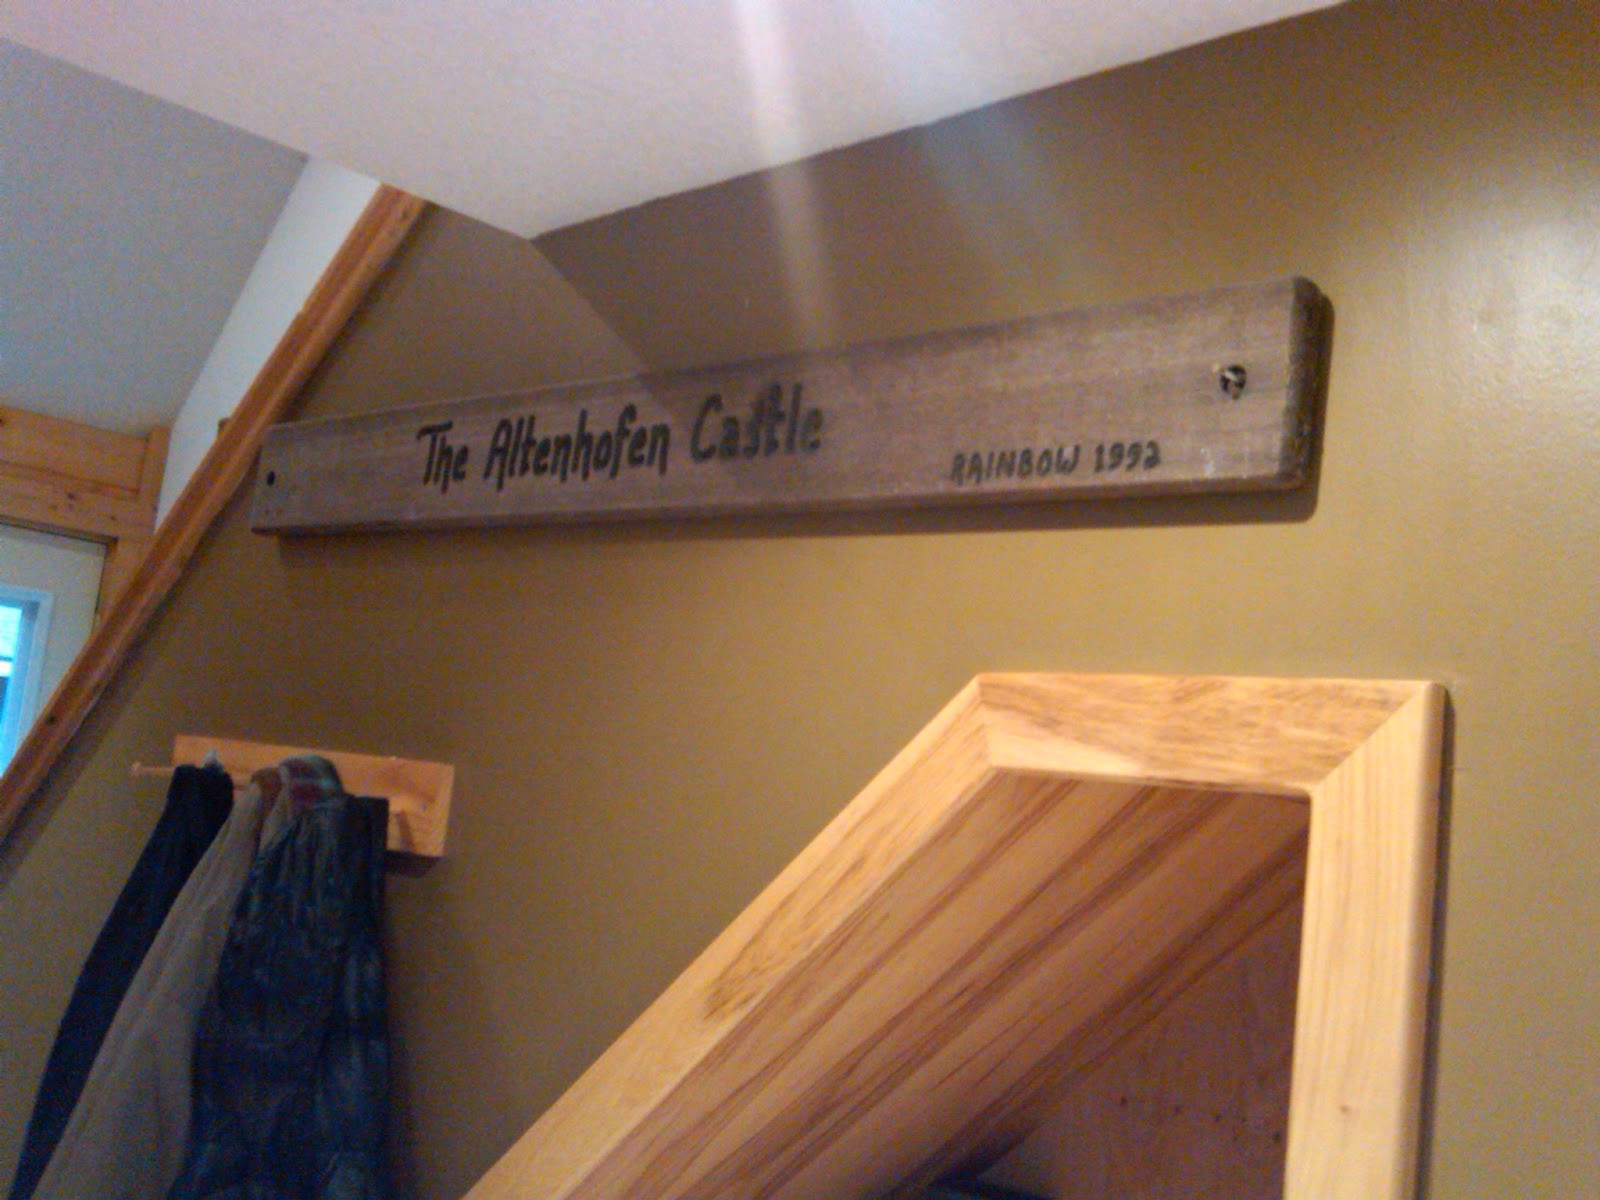 The Altenhofen Castle
RAINBOW 1992